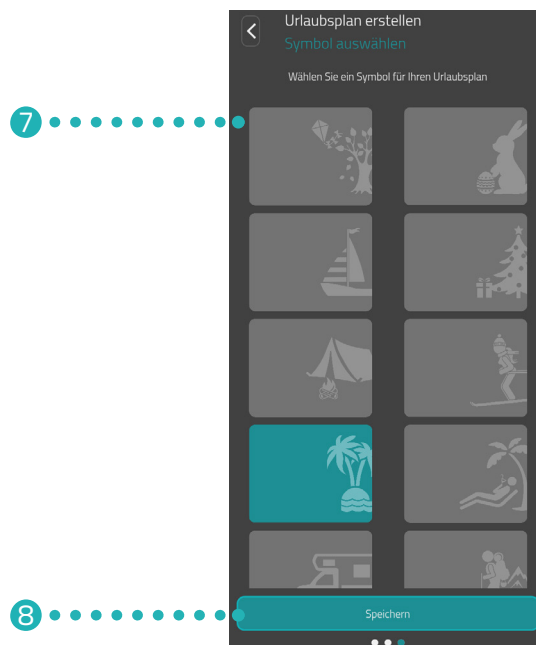 Urlaubsplan erstellen
Symbol auswählen
Wählen Sie ein Symbol für Ihren Urlaubsplan
7
8
Speichern